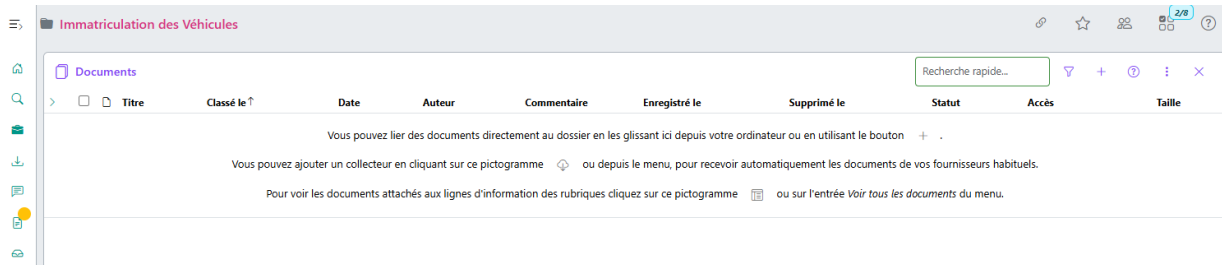 Immatriculation des Véhicules
2/8
Documents
Recherche rapide...
Titre Classé le Date Auteur Commentaire Enregistré le Supprimé le Statut Accès Taille
Vous pouvez lier des documents directement au dossier en les glissant ici depuis votre ordinateur ou en utilisant le bouton + .
Vous pouvez ajouter un collecteur en cliquant sur ce pictogramme ou depuis le menu, pour recevoir automatiquement les documents de vos fournisseurs habituels.
Pour voir les documents attachés aux lignes d'information des rubriques cliquez sur ce pictogramme ou sur l'entrée Voir tous les documents du menu.